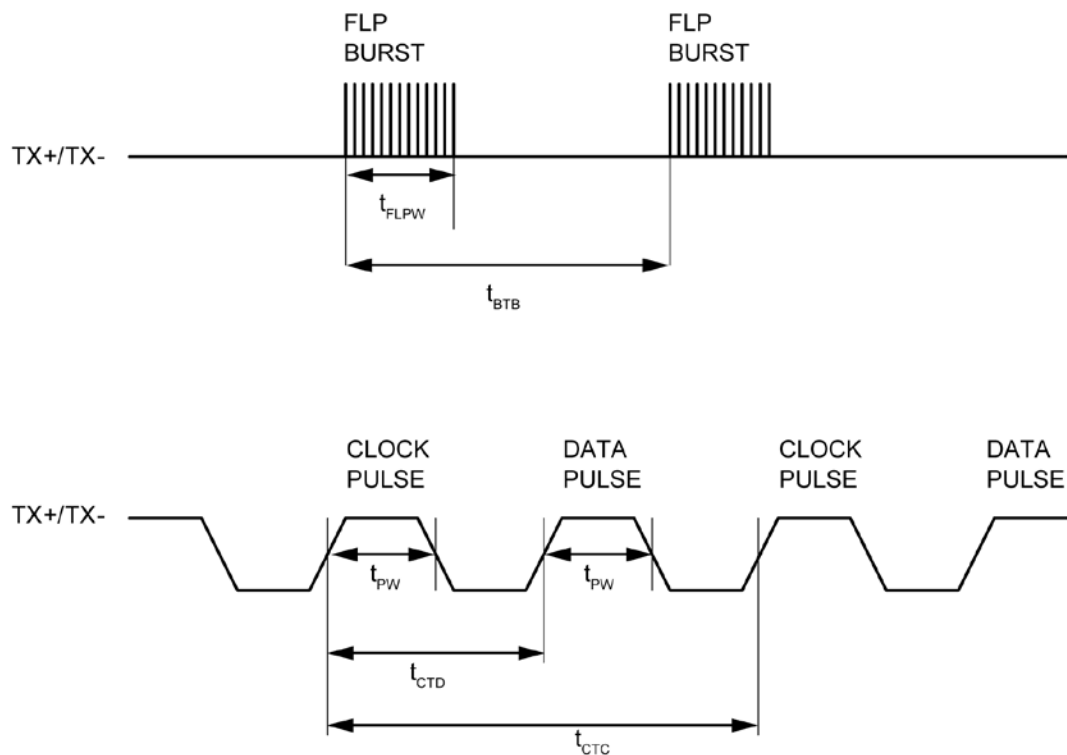 FLP
BURST
FLP
BURST
TX+/TX-
tFLPW
tBTB
CLOCK
PULSE
DATA
PULSE
CLOCK
PULSE
DATA
PULSE
TX+/TX-
tPW
tPW
tCTD
tCTC